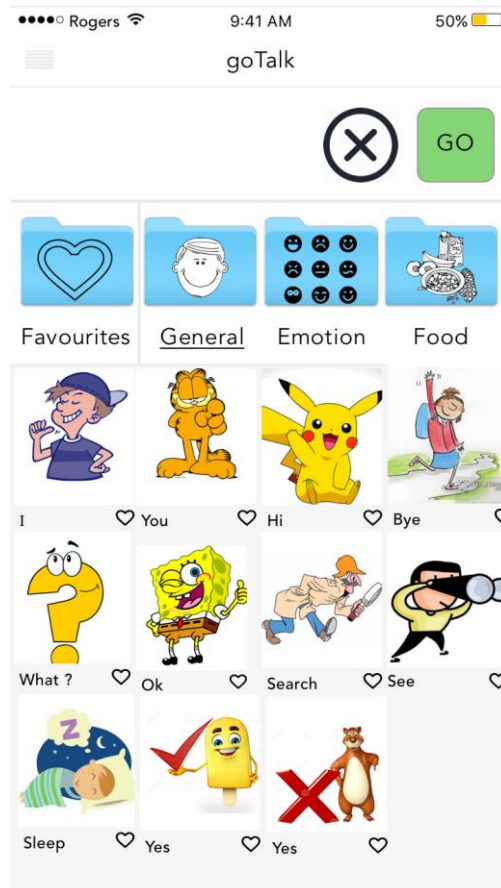 Rogers 9:41 AM 50%
goTalk
GO
Favourites General Emotion Food
I You Hi Bye
What ? Ok Search See
Z
Sleep Yes Yes